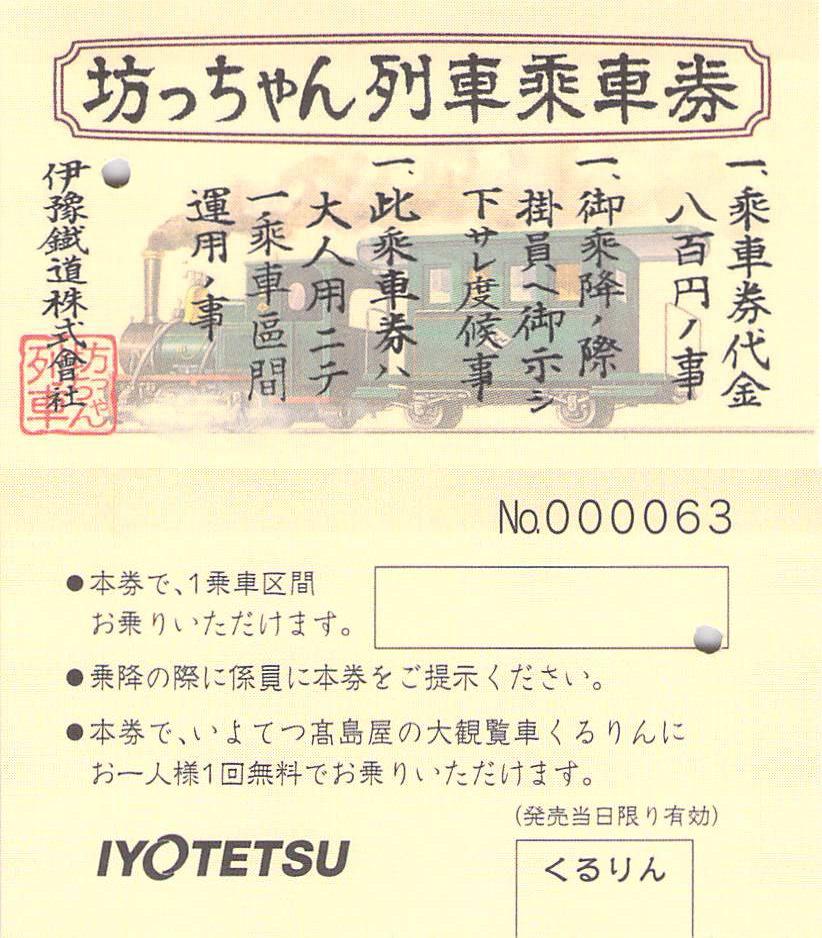 坊っちゃん列車乗車券
一、乗車券代金
八百円ノ事
一、御乗降ノ際
掛員ヘ御示シ
下サレ度候事
一、此乗車券ハ
大人用ニテ
一乗車區間
運用ノ事
伊豫鐵道株式會社
坊っちゃん
列車
No.000063
●本券で、1乗車区間
お乗りいただけます。
●乗降の際に係員に本券をご提示ください。
●本券で、いよてつ髙島屋の大観覧車くるりんに
お一人様1回無料でお乗りいただけます。
(発売当日限り有効)
IYOTETSU
くるりん